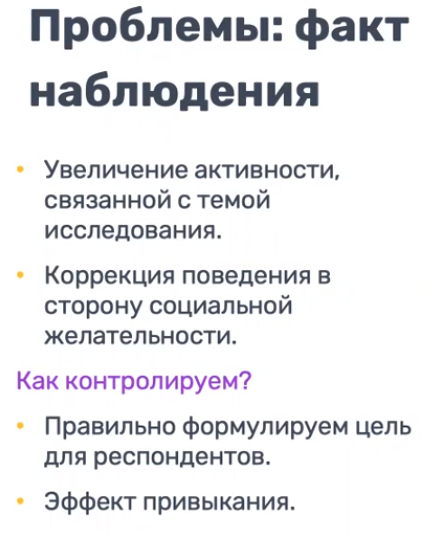 Проблемы: факт
наблюдения
• Увеличение активности,
связанной с темой
исследования.
• Коррекция поведения в
сторону социальной
желательности.
Как контролируем?
• Правильно формулируем цель
для респондентов.
• Эффект привыкания.